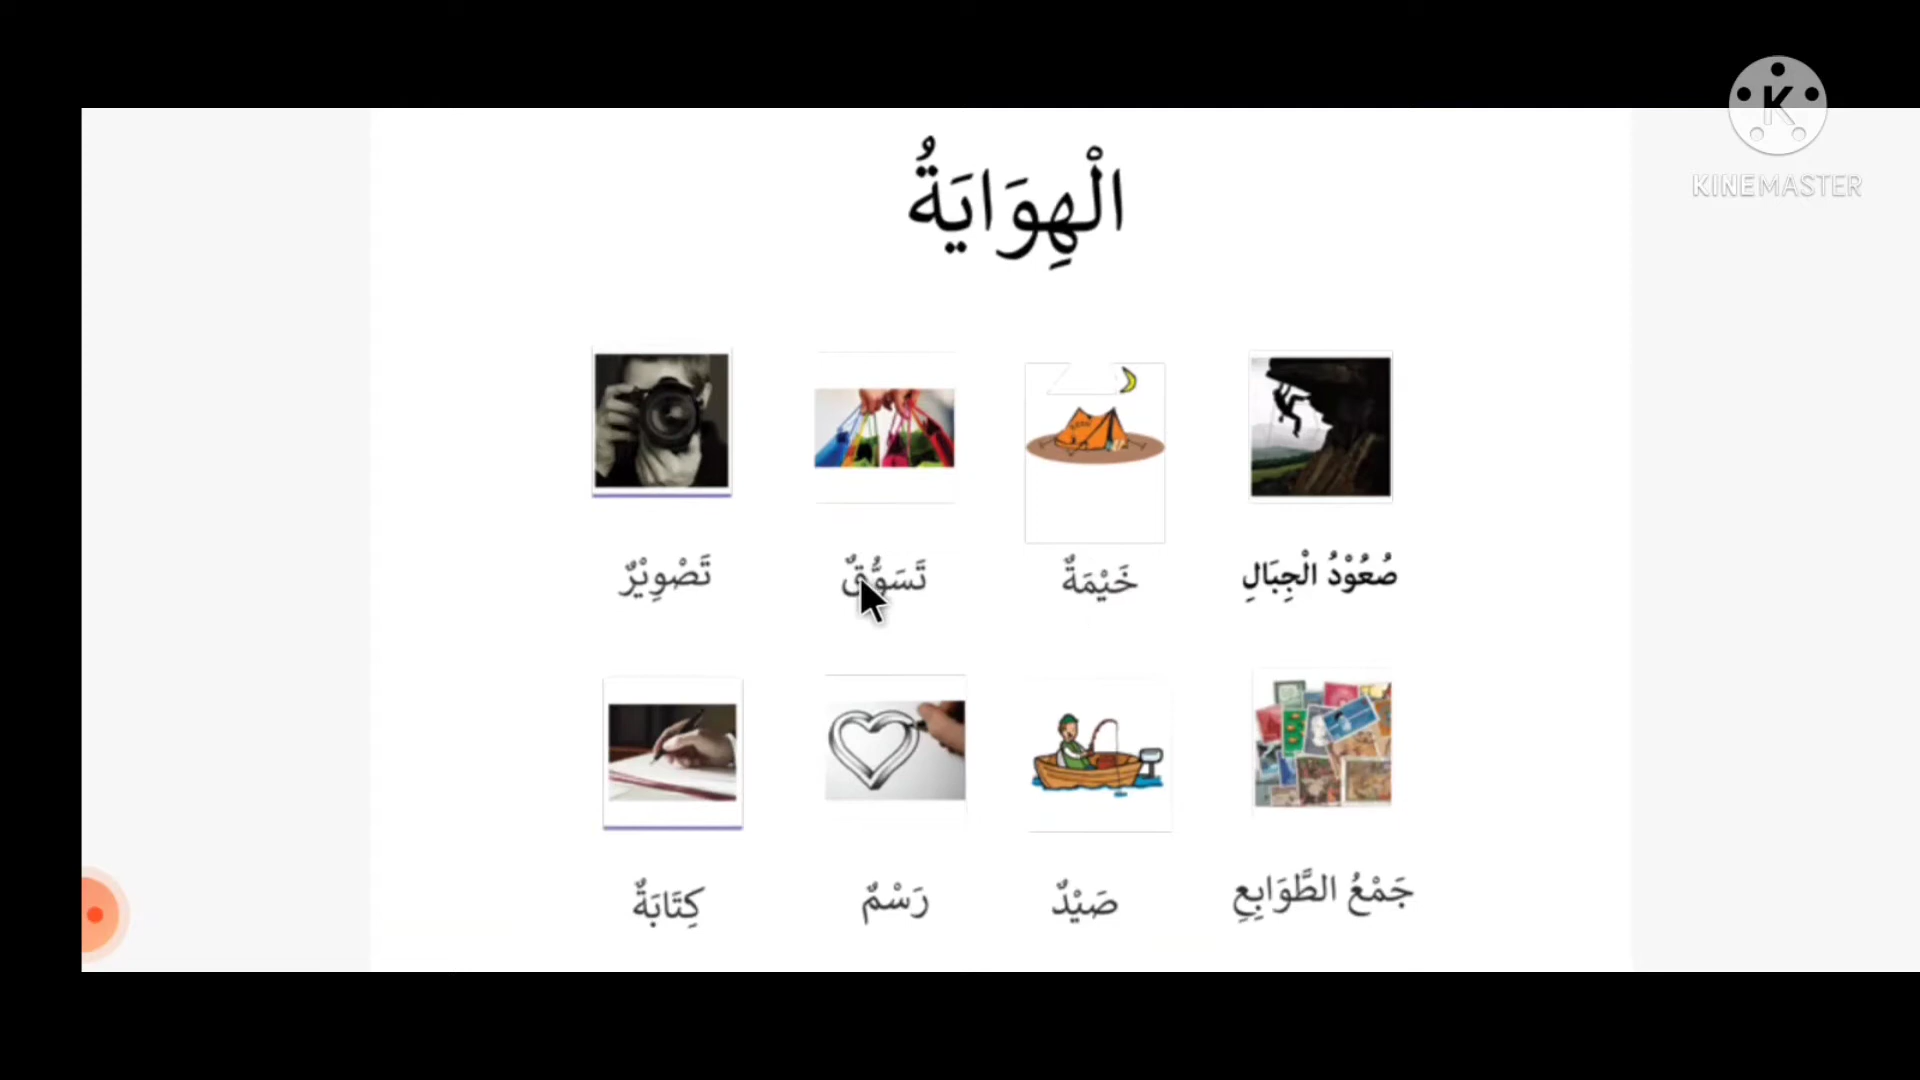 الْهِوَايَةُ
صُعُوْدُ الْجِبَالِ
خَيْمَةٌ
تَسَوُّقٌ
تَصْوِيْرٌ
جَمْعُ الطَّوَابِعِ
صَيْدٌ
رَسْمٌ
كِتَابَةٌ
K
KINEMASTER